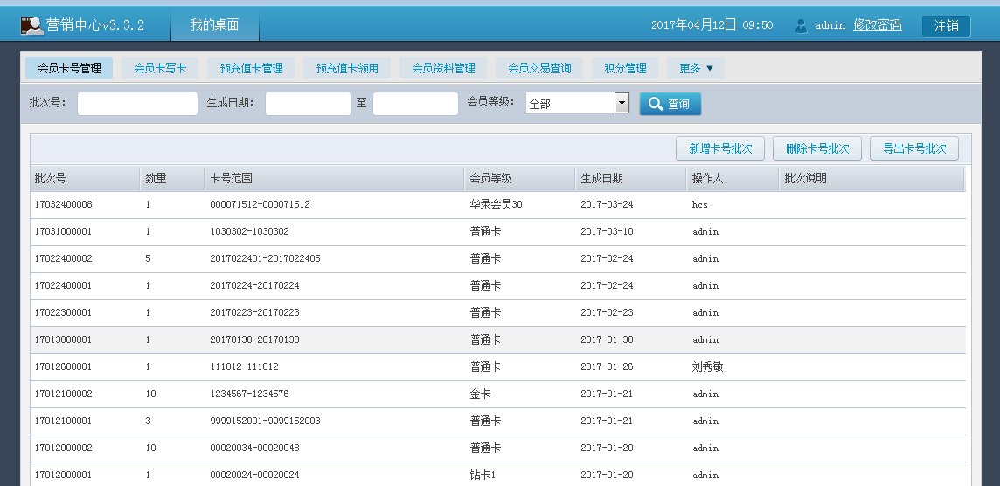 营销中心v3.3.2 我的桌面 2017年04月12日 09:50 admin 修改密码 注销
会员卡号管理 会员卡写卡 预充值卡管理 预充值卡领用 会员资料管理 会员交易查询 积分管理 更多
批次号: 生成日期: 至 会员等级: 全部 查询
新增卡号批次 删除卡号批次 导出卡号批次
批次号 数量 卡号范围 会员等级 生成日期 操作人 批次说明
17032400008 1 000071512-000071512 华录会员30 2017-03-24 hcs
17031000001 1 1030302-1030302 普通卡 2017-03-10 admin
17022400002 5 2017022401-2017022405 普通卡 2017-02-24 admin
17022400001 1 20170224-20170224 普通卡 2017-02-24 admin
17022300001 1 20170223-20170223 普通卡 2017-02-23 admin
17013000001 1 20170130-20170130 普通卡 2017-01-30 admin
17012600001 1 111012-111012 普通卡 2017-01-26 刘秀敏
17012100002 10 1234567-1234576 金卡 2017-01-21 admin
17012100001 3 9999152001-9999152003 普通卡 2017-01-21 admin
17012000002 10 00020034-00020048 普通卡 2017-01-20 admin
17012000001 1 00020024-00020024 钻卡1 2017-01-20 admin